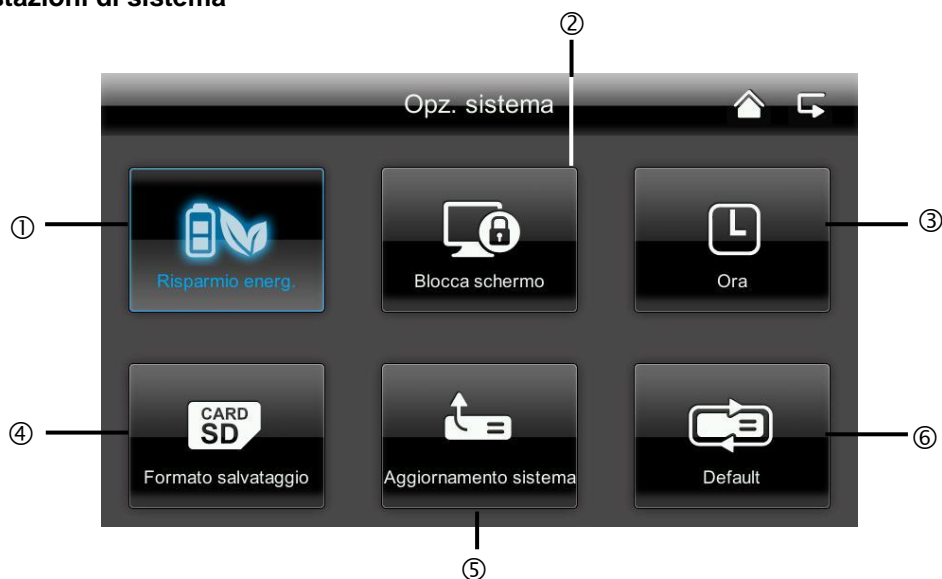 stazioni di sistema
②
Opz. sistema
①
③
Risparmio energ.
Blocca schermo
Ora
④
CARD
SD
⑥
Formato salvataggio
Aggiornamento sistema
Default
⑤